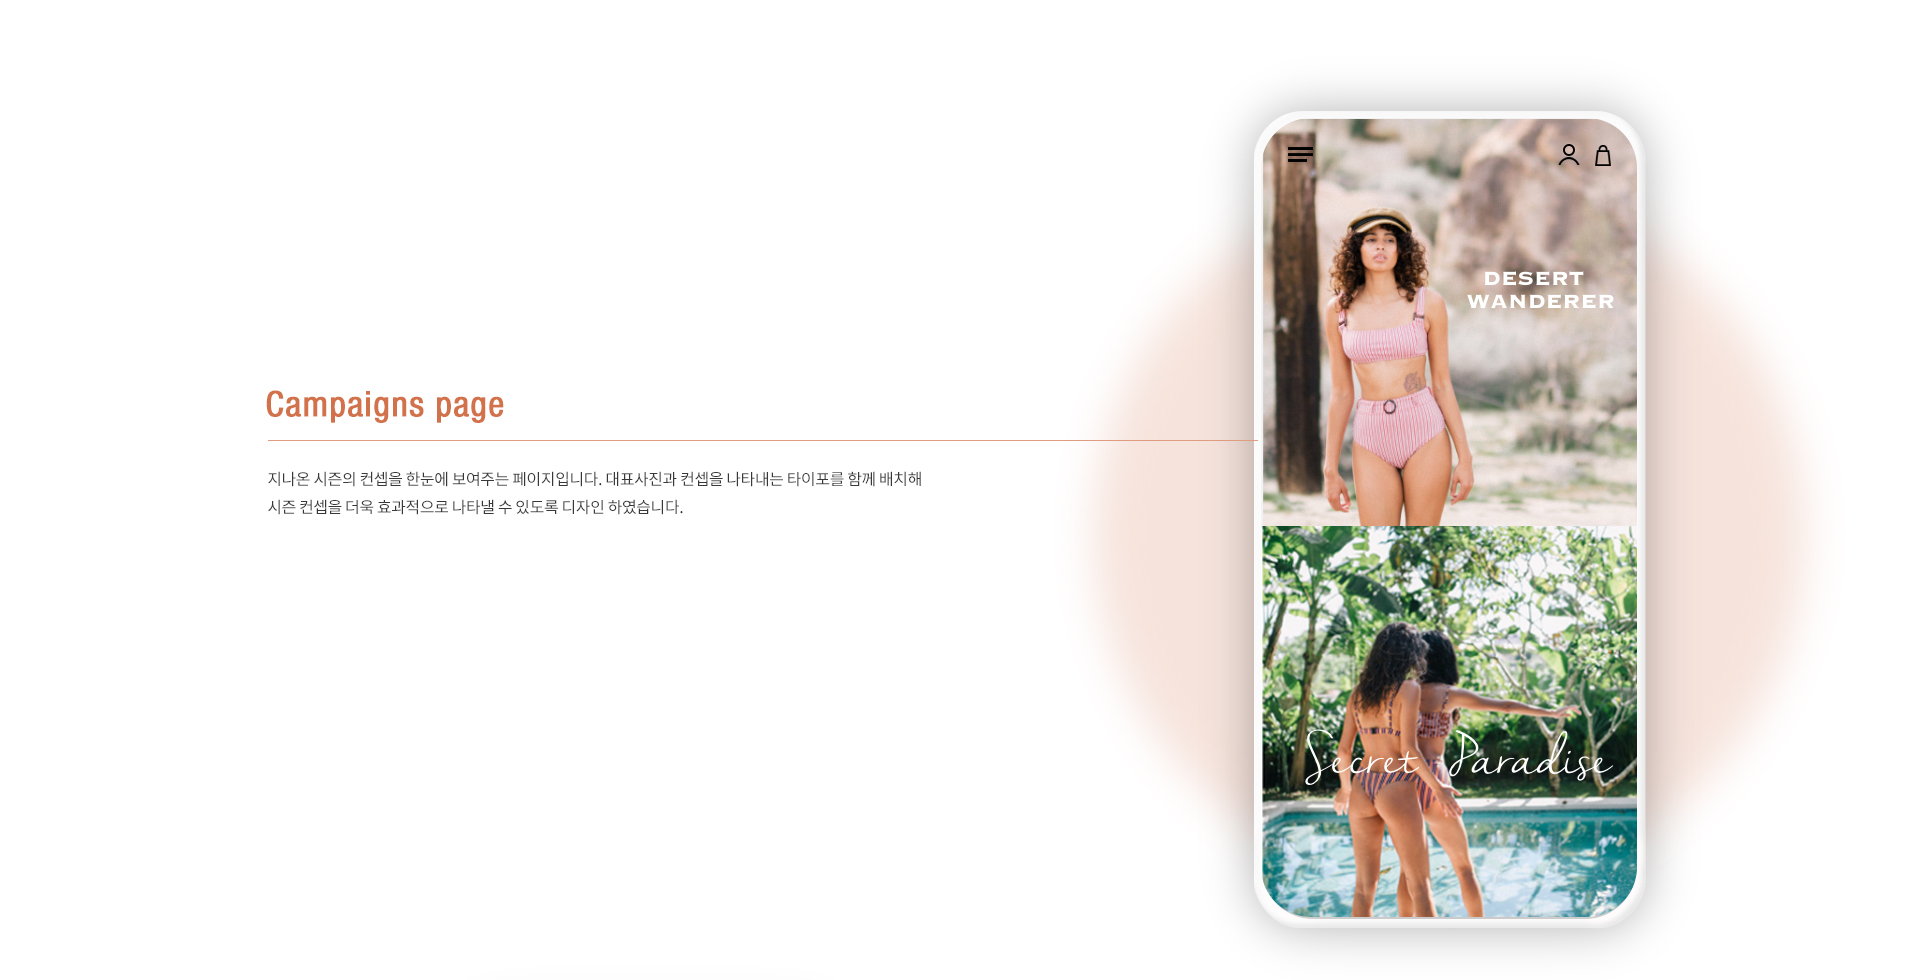 DESERT
WANDERER
Campaigns page
지나온 시즌의 컨셉을 한눈에 보여주는 페이지입니다. 대표사진과 컨셉을 나타내는 타이포를 함께 배치해
시즌 컨셉을 더욱 효과적으로 나타낼 수 있도록 디자인 하였습니다.
Secret Paradise